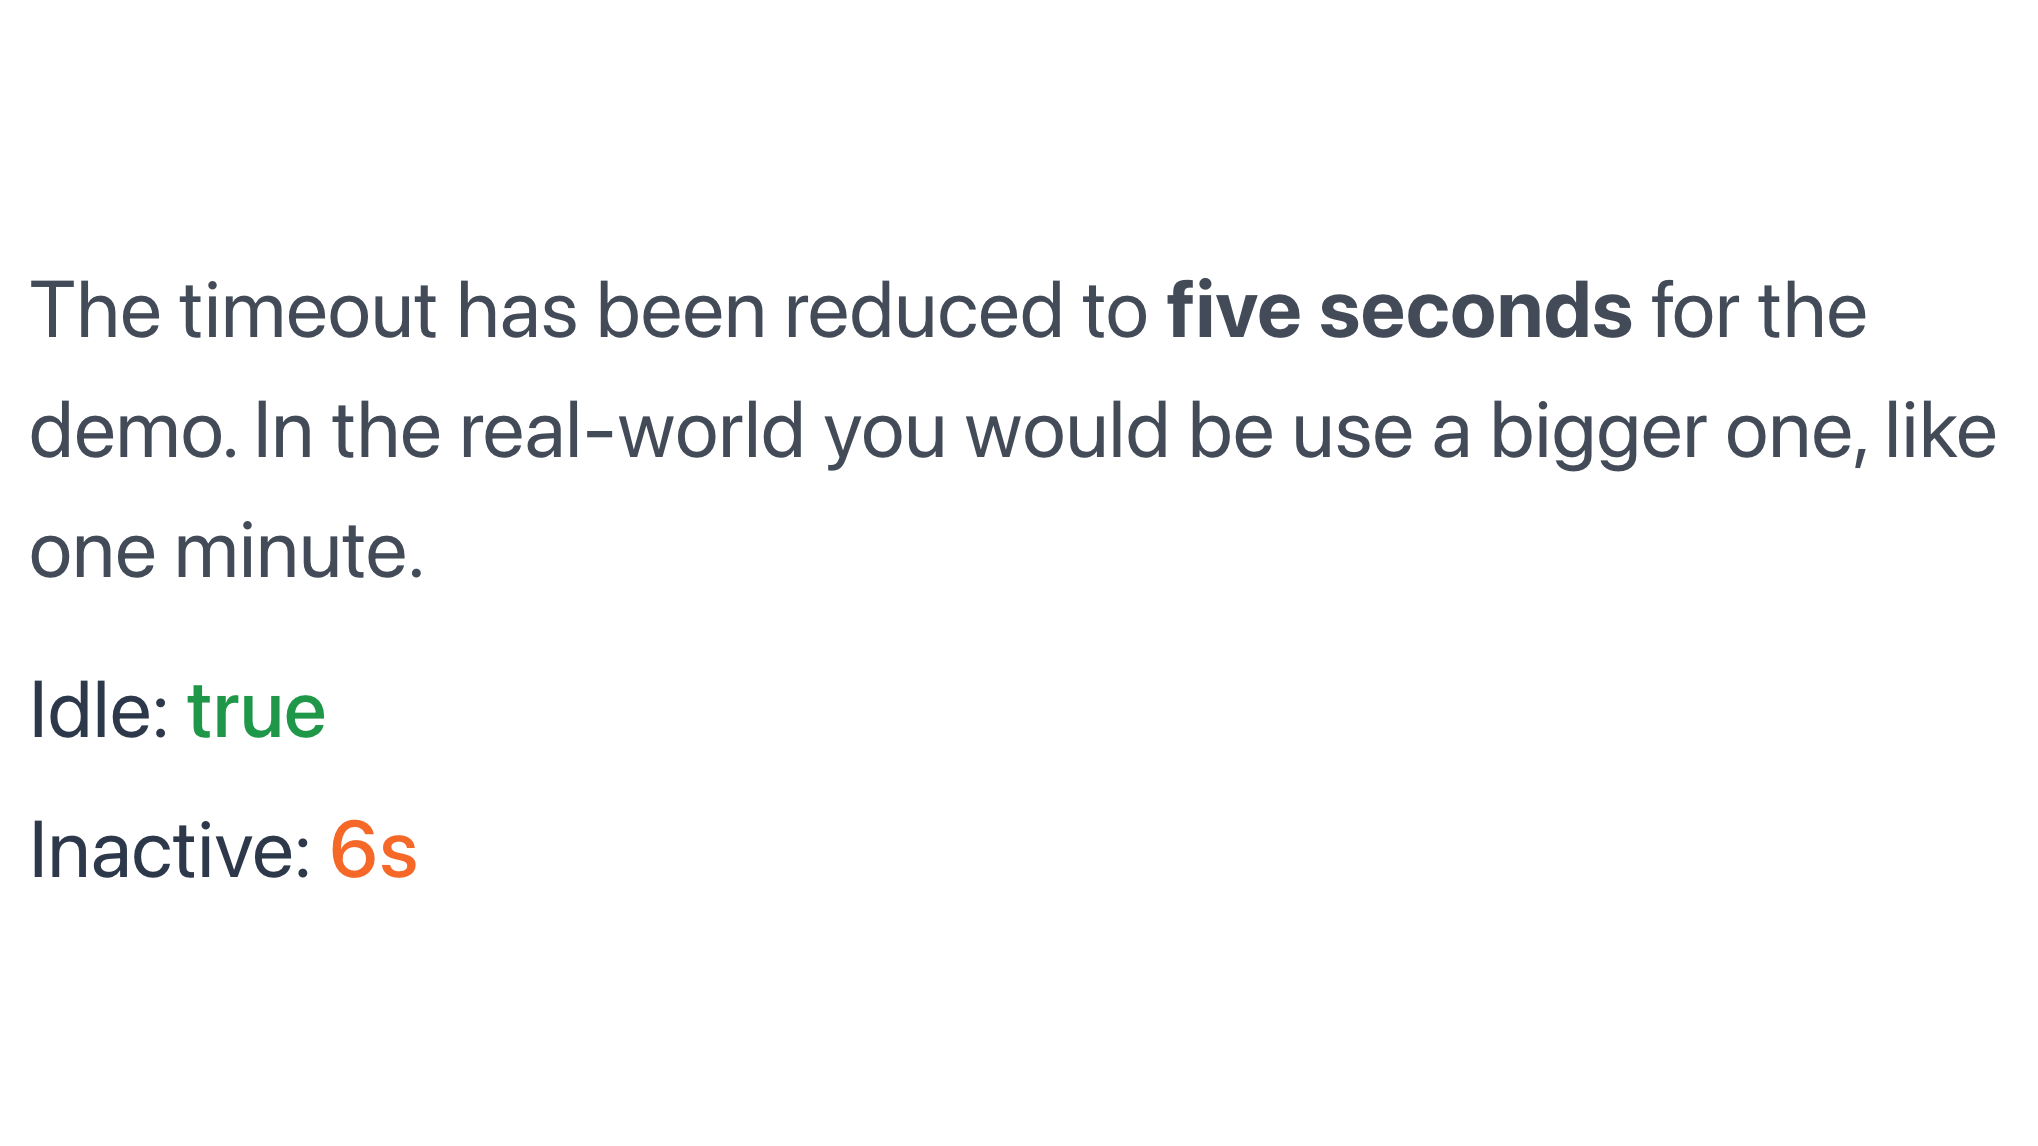 The timeout has been reduced to five seconds for the
demo. In the real-world you would be use a bigger one, like
one minute.
Idle: true
Inactive: 6s